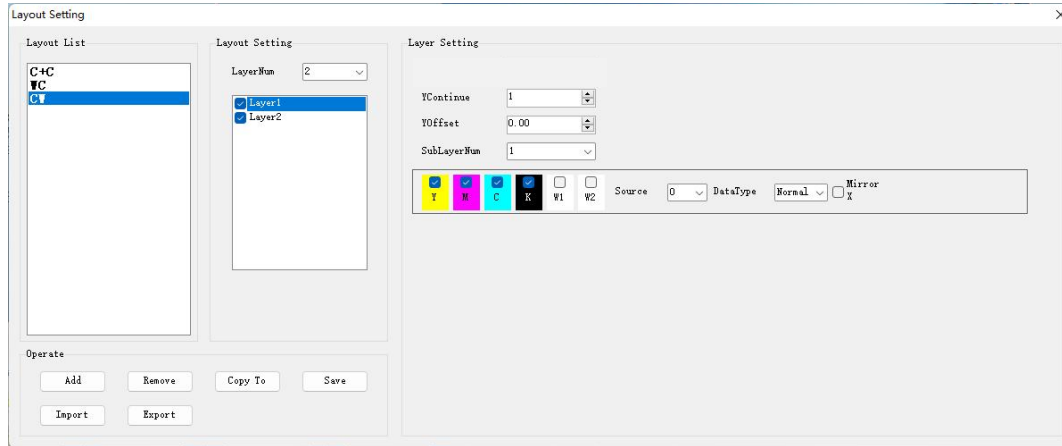 Layout Setting
Layout List
C+C
WC
CW
Layout Setting
LayerNum 2
Layer1
Layer2
Layer Setting
YContinue 1
YOffset 0.00
SubLayerNum 1
Y M C K W1 W2 Source 0 DataType Normal Mirror X
Operate
Add Remove Copy To Save
Import Export